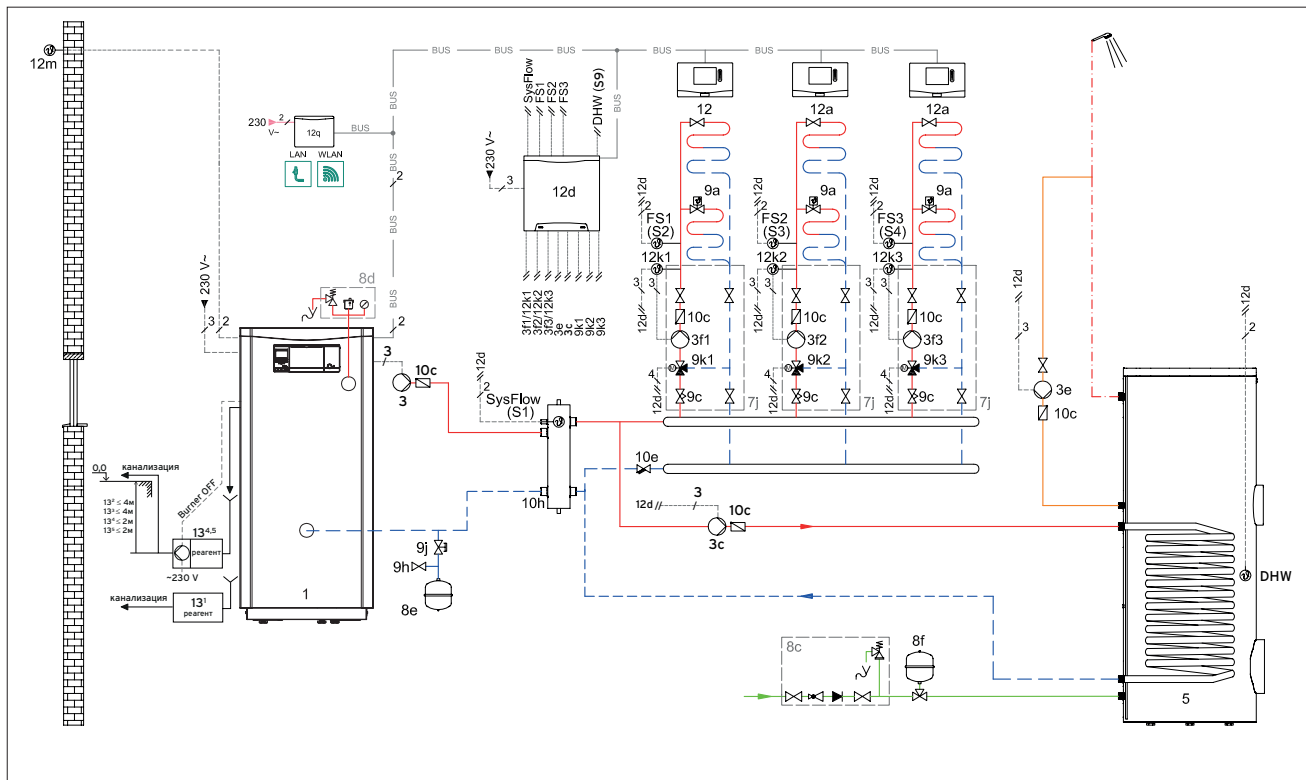 BUS BUS BUS BUS BUS
12m
SysFlow
FS1
FS2
FS3
DHW (S9)
BUS
BUS
230
V~
2
12q
BUS
LAN WLAN
230 V~
3
12d
2
BUS
12 12a 12a
9a 9a 9a
12d 12d 12d
2 2 2
FS1
(S2)
FS2
(S3)
FS3
(S4)
12k1 12k2 12k3
3 3 3 3 3 3
12d 12d 12d
10c 10c 10c
3f1 3f2 3f3
9k1 9k2 9k3
4 4 4
12d 12d 12d
9c 9c 9c
7j 7j 7j
3f1/12k1
3f2/12k2
3f3/12k3
3e
3c
9k1
9k2
9k3
230 V~
3 2
8d
BUS
2
3
3
10c
12d
2
SysFlow
(S1)
10h
10e
12d 3
3c
10c
12d
3
3e
10c
12d
2
DHW
5
0,0
канализация
13² ≤ 4м
13³ ≤ 4м
13⁴ ≤ 2м
13⁵ ≤ 2м
Burner OFF
13⁴,⁵
реагент
~230 V
канализация
13¹
реагент
1
9j
9h
8e
8c
8f